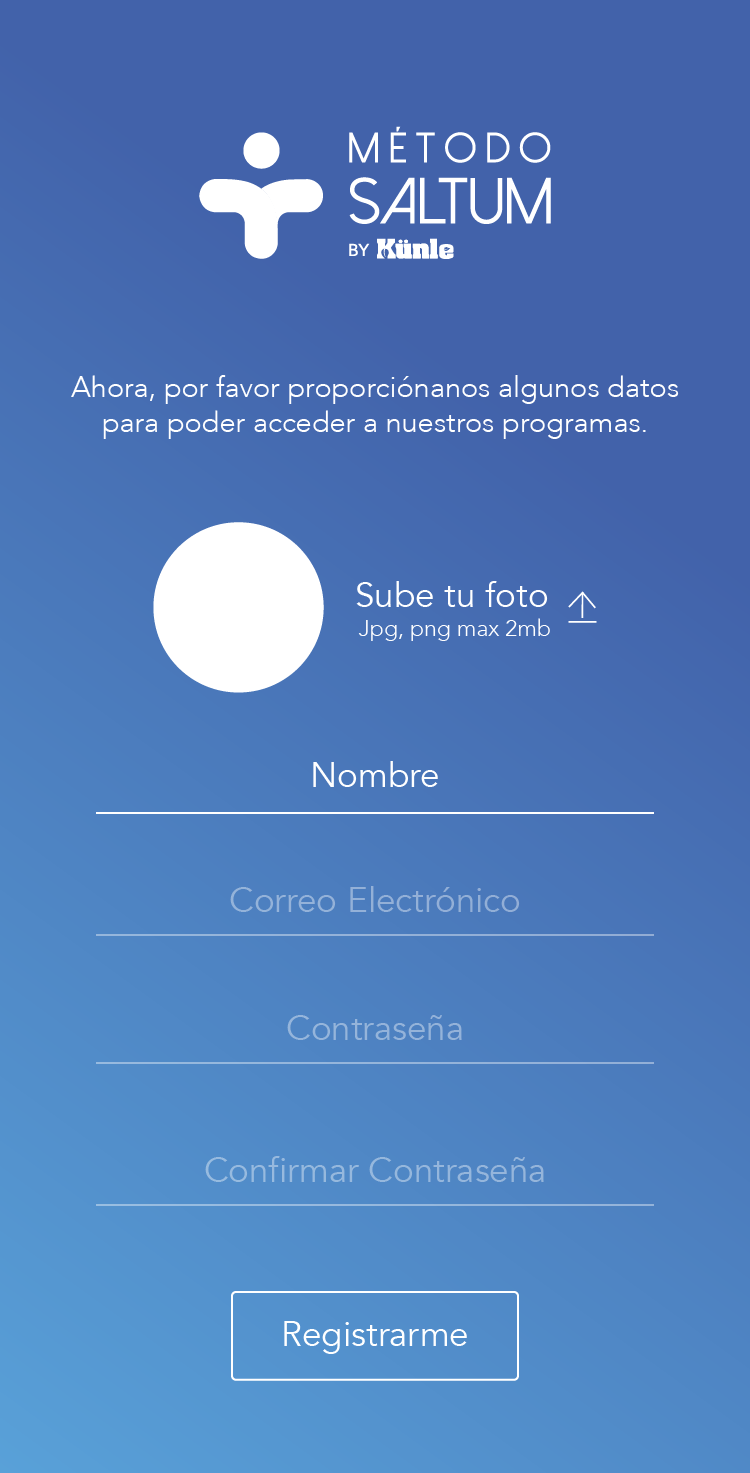 MÉTODO
SALTUM
BY Künle
Ahora, por favor proporciónanos algunos datos
para poder acceder a nuestros programas.
Sube tu foto
Jpg, png max 2mb
Nombre
Correo Electrónico
Contraseña
Confirmar Contraseña
Registrarme